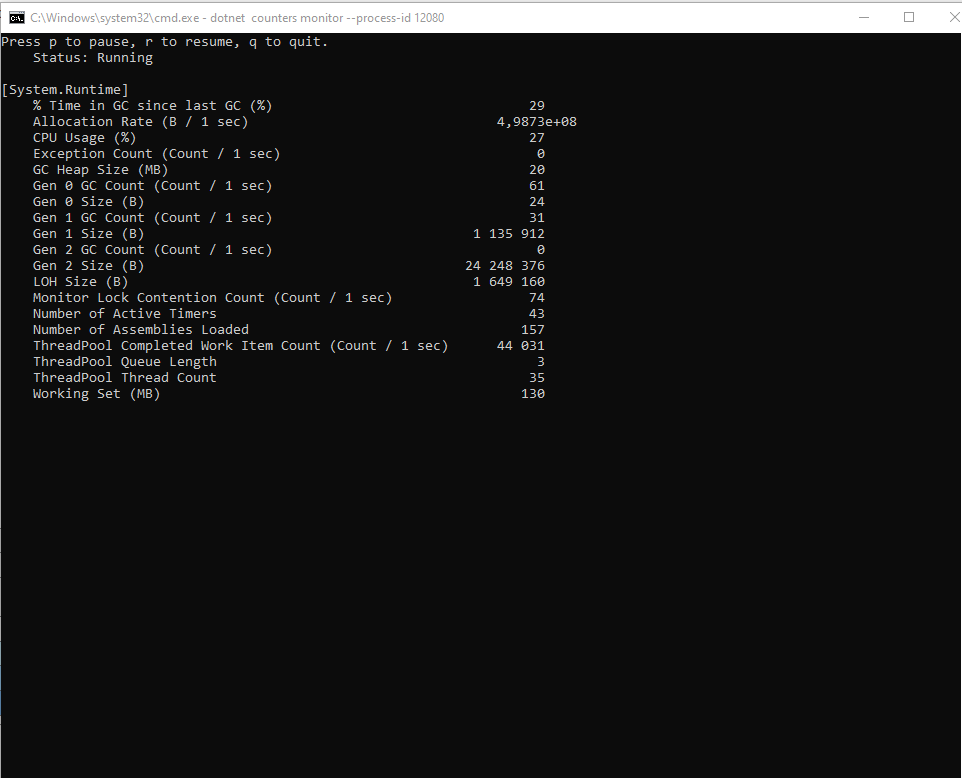 C:\Windows\system32\cmd.exe - dotnet  counters monitor --process-id 12080
Press p to pause, r to resume, q to quit.
    Status: Running

[System.Runtime]
    % Time in GC since last GC (%)                                29
    Allocation Rate (B / 1 sec)                               4,9873e+08
    CPU Usage (%)                                                 27
    Exception Count (Count / 1 sec)                                0
    GC Heap Size (MB)                                             20
    Gen 0 GC Count (Count / 1 sec)                                61
    Gen 0 Size (B)                                                24
    Gen 1 GC Count (Count / 1 sec)                                31
    Gen 1 Size (B)                                         1 135 912
    Gen 2 GC Count (Count / 1 sec)                                 0
    Gen 2 Size (B)                                        24 248 376
    LOH Size (B)                                           1 649 160
    Monitor Lock Contention Count (Count / 1 sec)                 74
    Number of Active Timers                                       43
    Number of Assemblies Loaded                                  157
    ThreadPool Completed Work Item Count (Count / 1 sec)      44 031
    ThreadPool Queue Length                                        3
    ThreadPool Thread Count                                       35
    Working Set (MB)                                             130